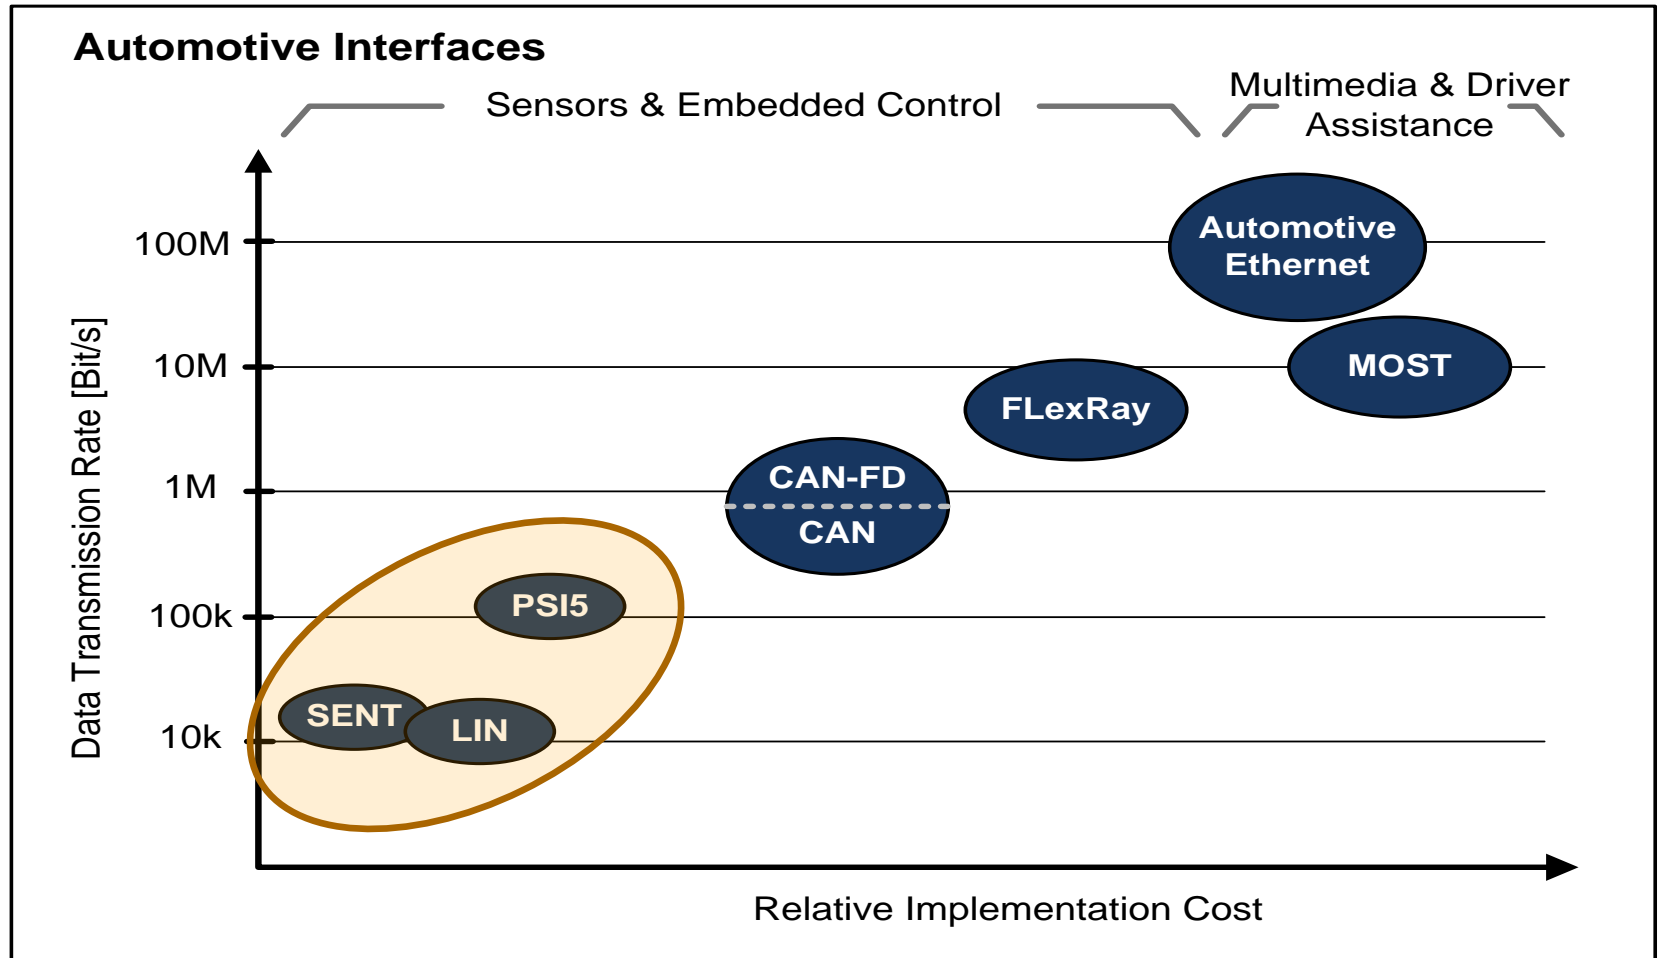 Automotive Interfaces
Sensors & Embedded Control
Multimedia & Driver
Assistance
Data Transmission Rate [Bit/s]
100M
10M
1M
100k
10k
Automotive
Ethernet
MOST
FLexRay
CAN-FD
CAN
PSI5
SENT
LIN
Relative Implementation Cost